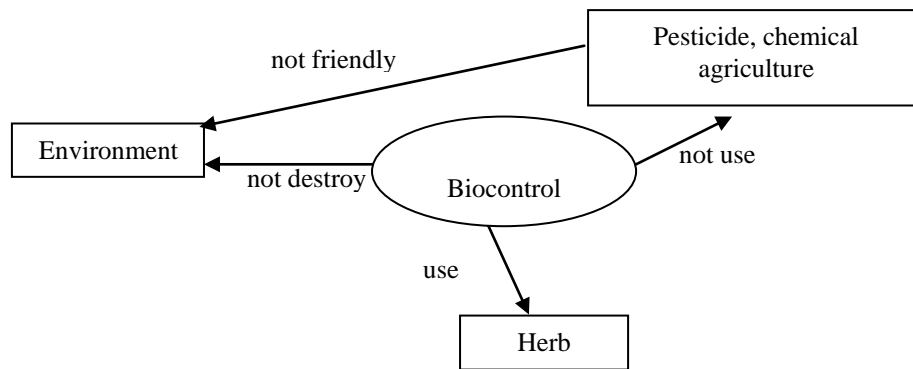 Pesticide, chemical
agriculture
not friendly
Environment
not destroy
Biocontrol
not use
use
Herb